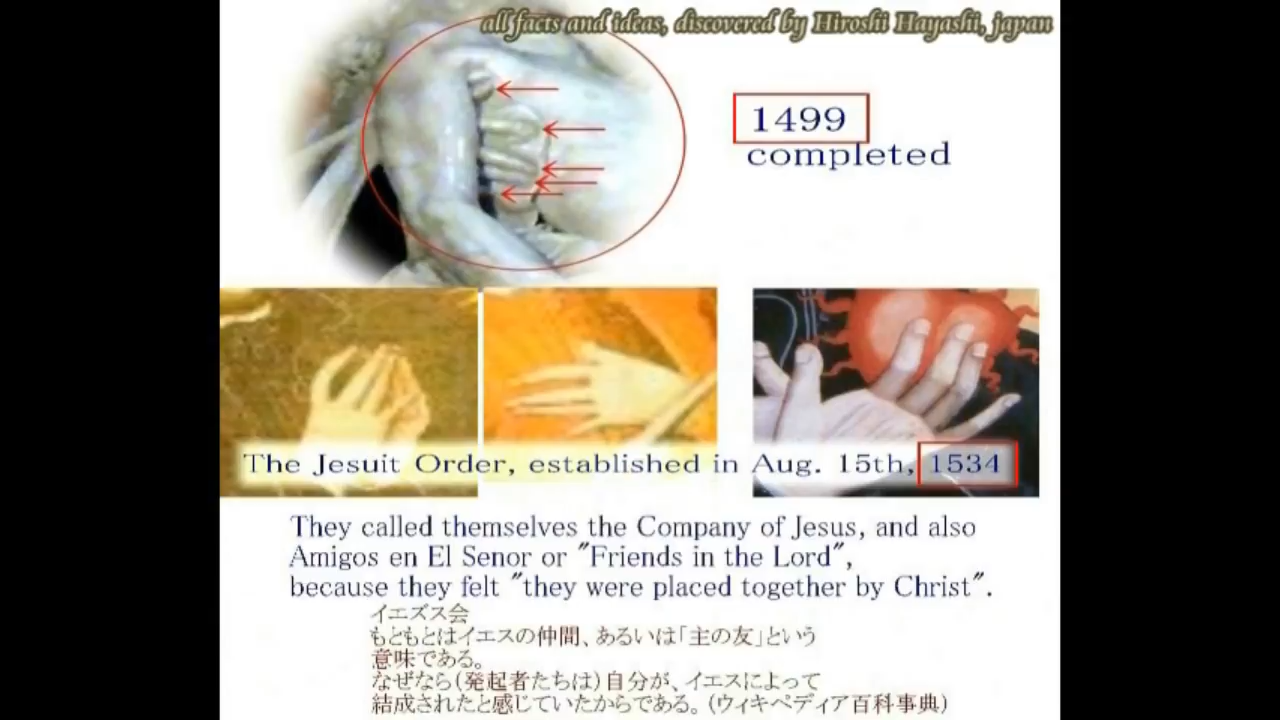 all facts and ideas, discovered by Hiroshii Hayashii, japan
1499
completed
The Jesuit Order, established in Aug. 15th, 1534
They called themselves the Company of Jesus, and also
Amigos en El Senor or "Friends in the Lord",
because they felt "they were placed together by Christ".
イエズス会
もともとはイエスの仲間、あるいは「主の友」という
意味である。
なぜなら(発起者たちは)自分が、イエスによって
結成されたと感じていたからである。(ウィキペディア百科事典)